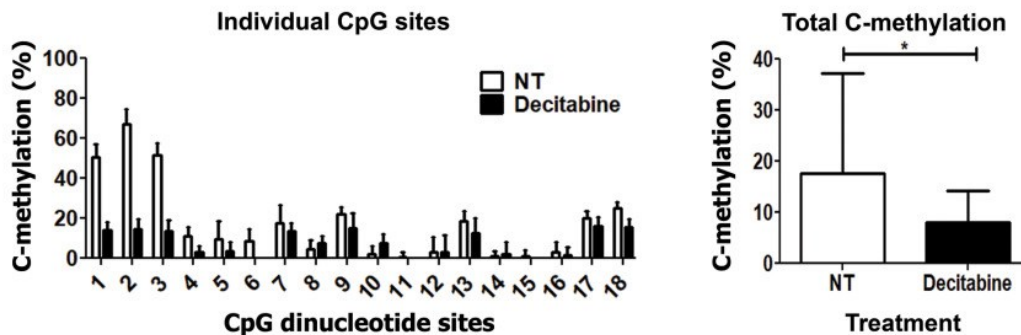 Individual CpG sites
C-methylation (%)
100
80
60
40
20
0
NT
Decitabine
1 2 3 4 5 6 7 8 9 10 11 12 13 14 15 16 17 18
CpG dinucleotide sites
Total C-methylation
*
C-methylation (%)
40
30
20
10
0
NT Decitabine
Treatment